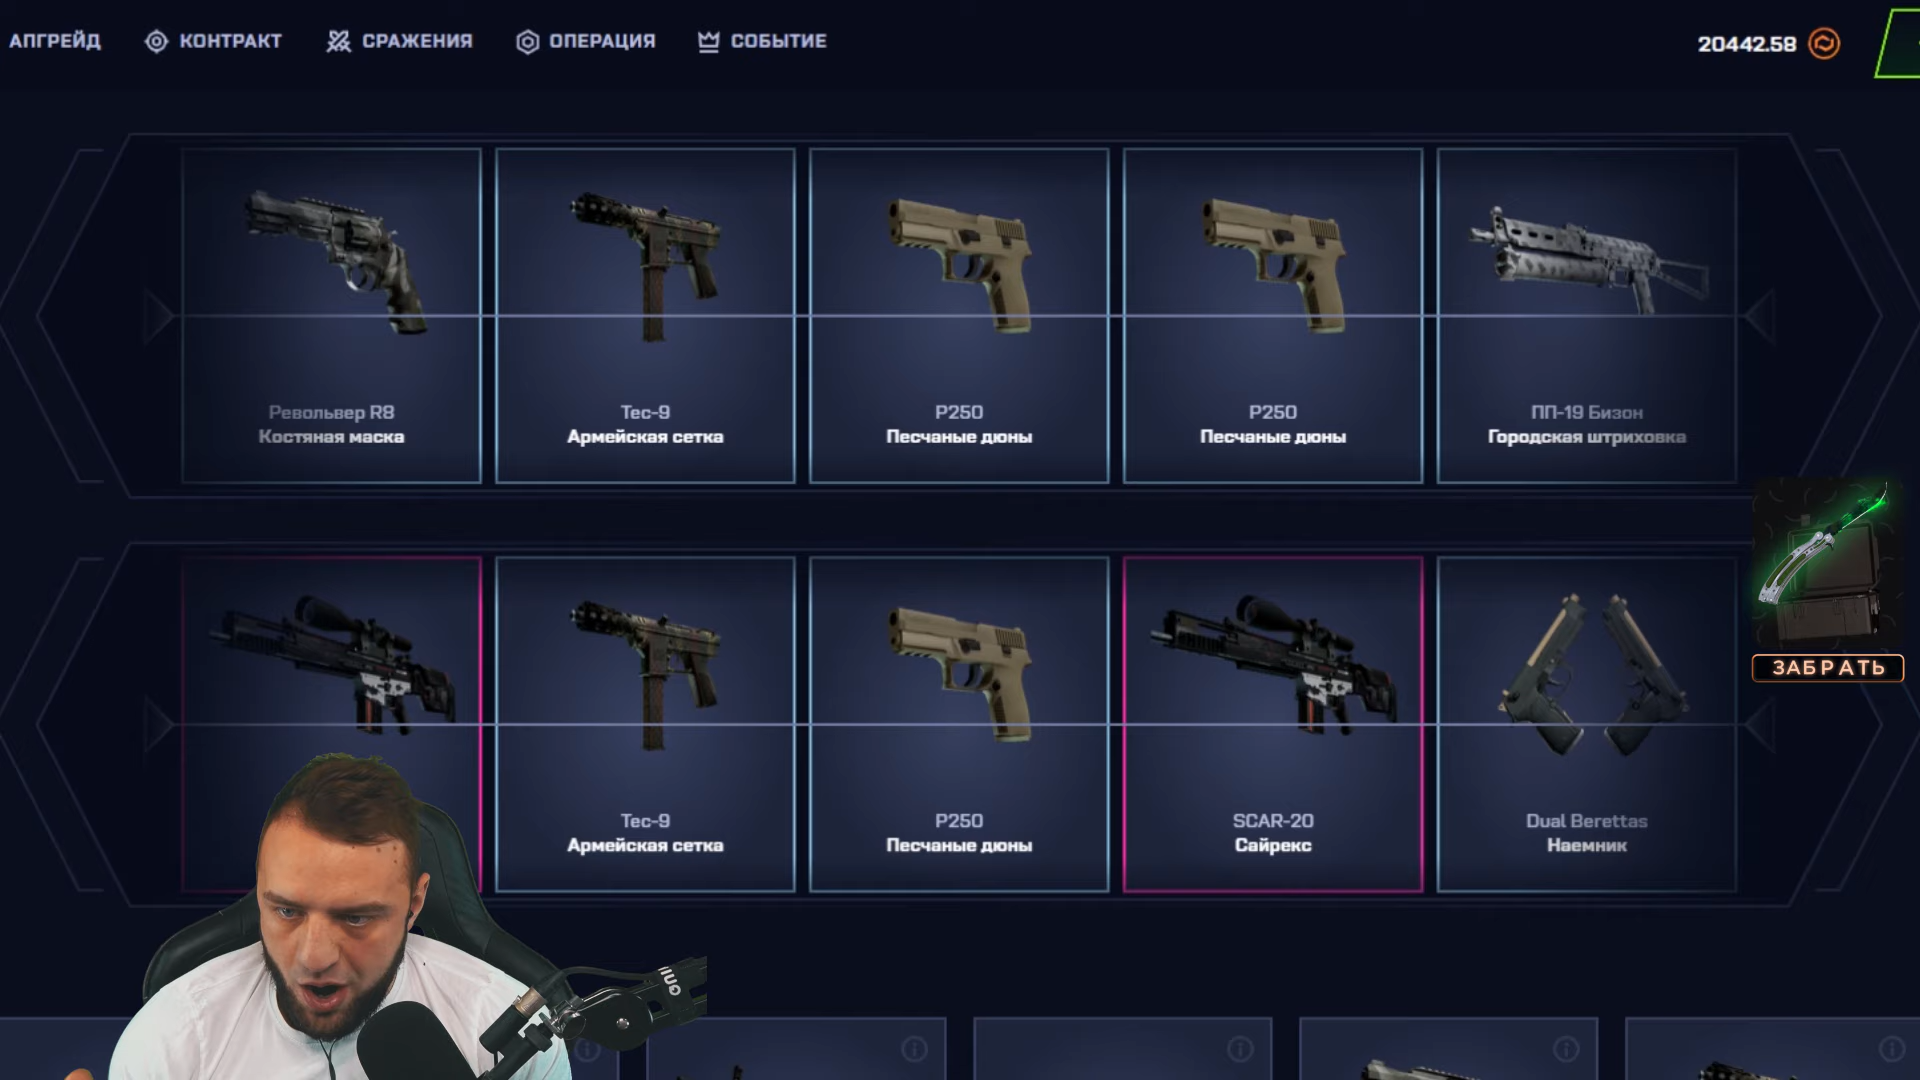 АПГРЕЙД
КОНТРАКТ
СРАЖЕНИЯ
ОПЕРАЦИЯ
СОБЫТИЕ
20442.58
Револьвер R8
Костяная маска
Tec-9
Армейская сетка
P250
Песчаные дюны
P250
Песчаные дюны
ПП-19 Бизон
Городская штриховка
ЗАБРАТЬ
Tec-9
Армейская сетка
P250
Песчаные дюны
SCAR-20
Сайрекс
Dual Berettas
Наемник